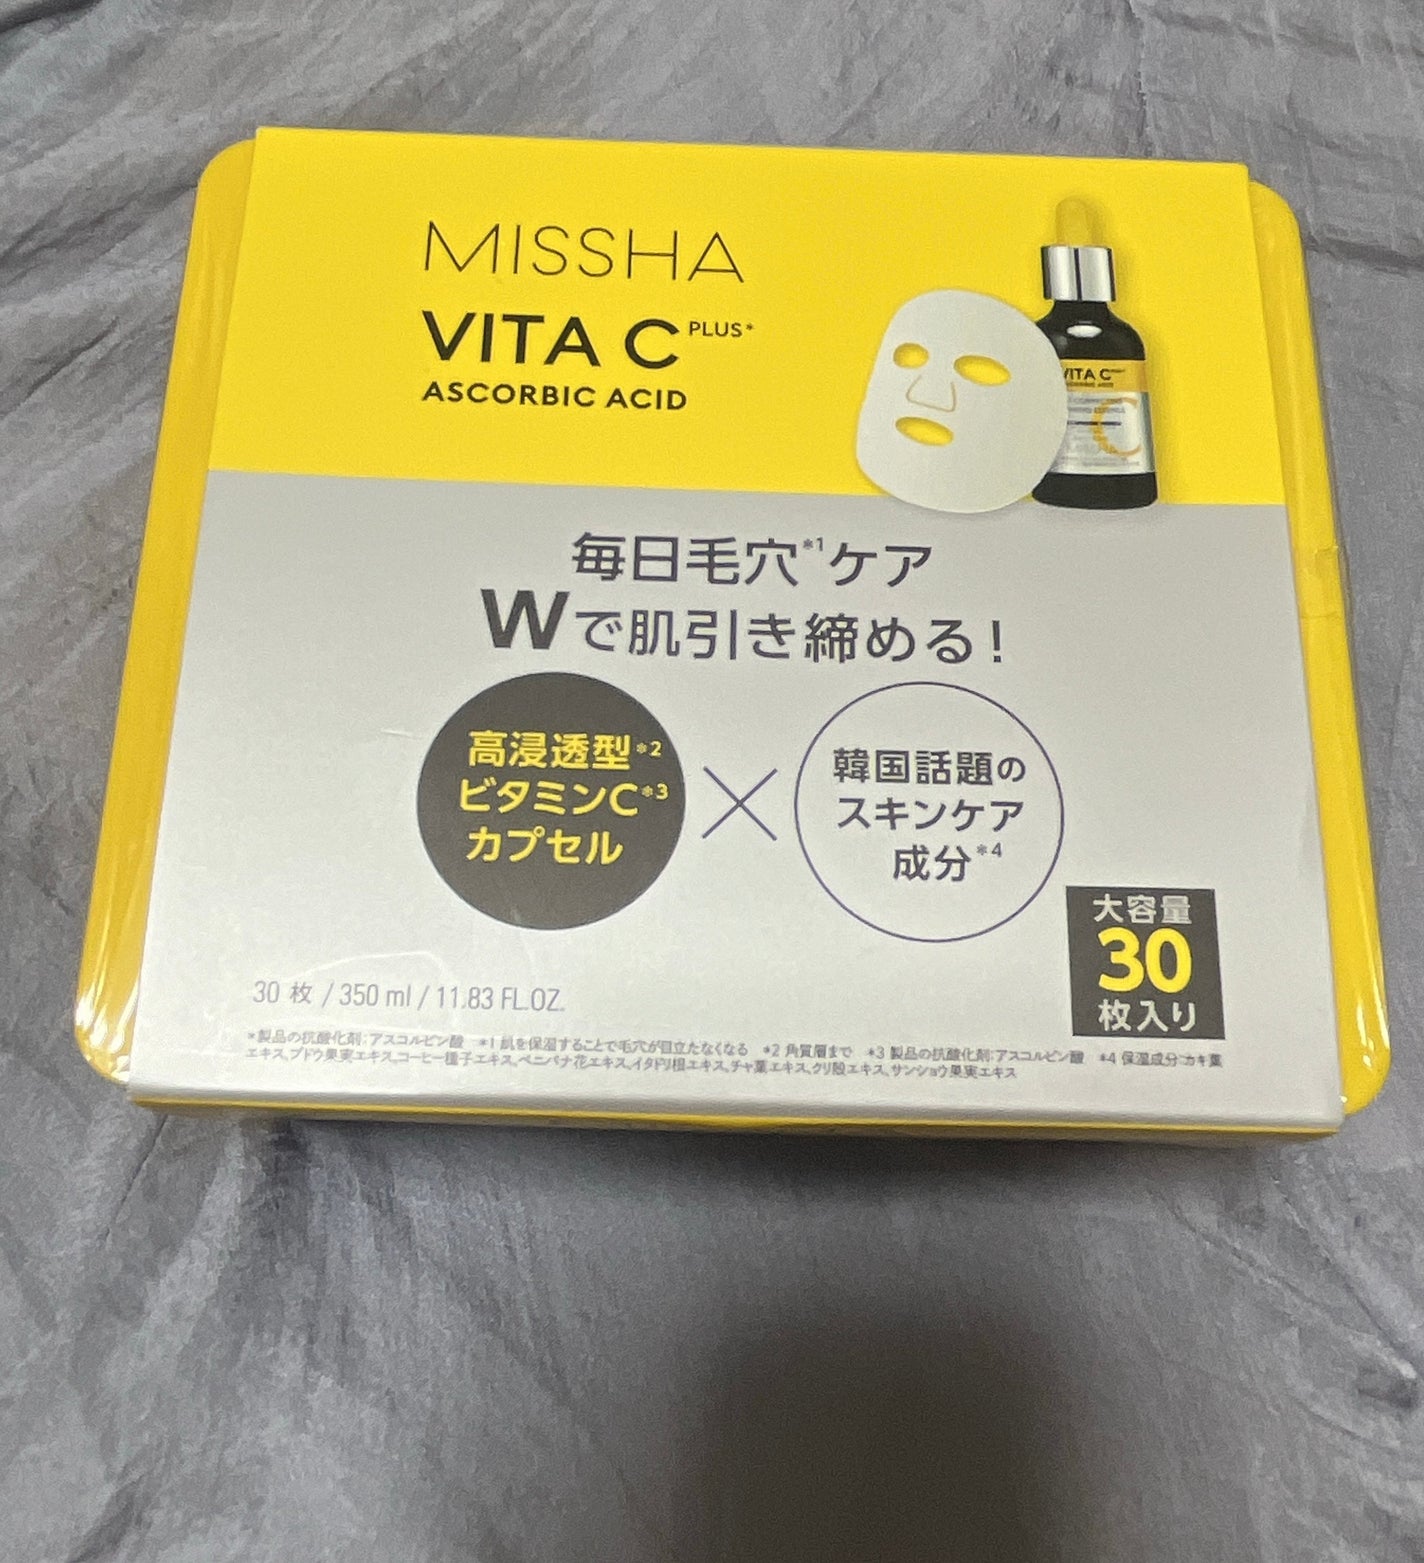 MISSHA
VITA C PLUS*
ASCORBIC ACID
VITA C
ASCORBIC ACID
C
毎日毛穴*1ケア
Wで肌引き締める!
高浸透型*2
ビタミンC*3
カプセル
×
韓国話題の
スキンケア
成分*4
大容量
30
枚入り
30 枚 / 350 ml / 11.83 FL.OZ.
*製品の抗酸化剤:アスコルビン酸 *1 肌を保湿することで毛穴が目立たなくなる *2 角質層まで *3 製品の抗酸化剤:アスコルビン酸 *4 保湿成分:カキ葉
エキス,ブドウ果実エキス,コーヒー種子エキス,ベニバナ花エキス,イタドリ根エキス,チャ葉エキス,クリ殻エキス,サンショウ果実エキス